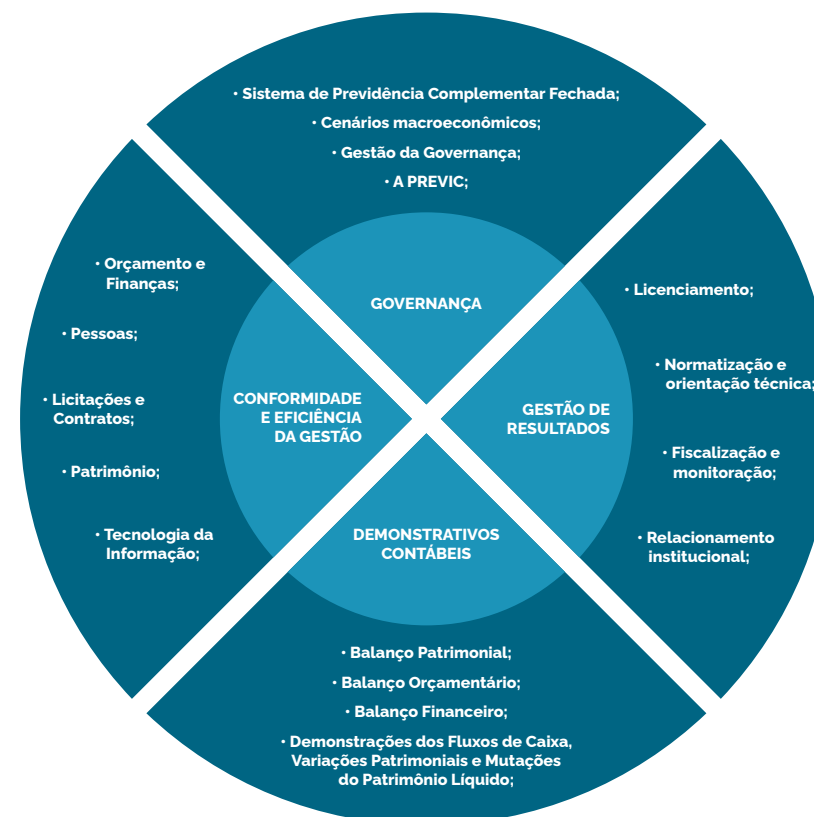 • Sistema de Previdência Complementar Fechada;
• Cenários macroeconômicos;
• Gestão da Governança;
• A PREVIC;
GOVERNANÇA
• Orçamento e
Finanças;
• Pessoas;
• Licitações e
Contratos;
• Patrimônio;
• Tecnologia da
Informação;
CONFORMIDADE
E EFICIÊNCIA
DA GESTÃO
GESTÃO DE
RESULTADOS
• Licenciamento;
• Normatização e
orientação técnica;
• Fiscalização e
monitoração;
• Relacionamento
institucional;
DEMONSTRATIVOS
CONTÁBEIS
• Balanço Patrimonial;
• Balanço Orçamentário;
• Balanço Financeiro;
• Demonstrações dos Fluxos de Caixa,
Variações Patrimoniais e Mutações
do Patrimônio Líquido;